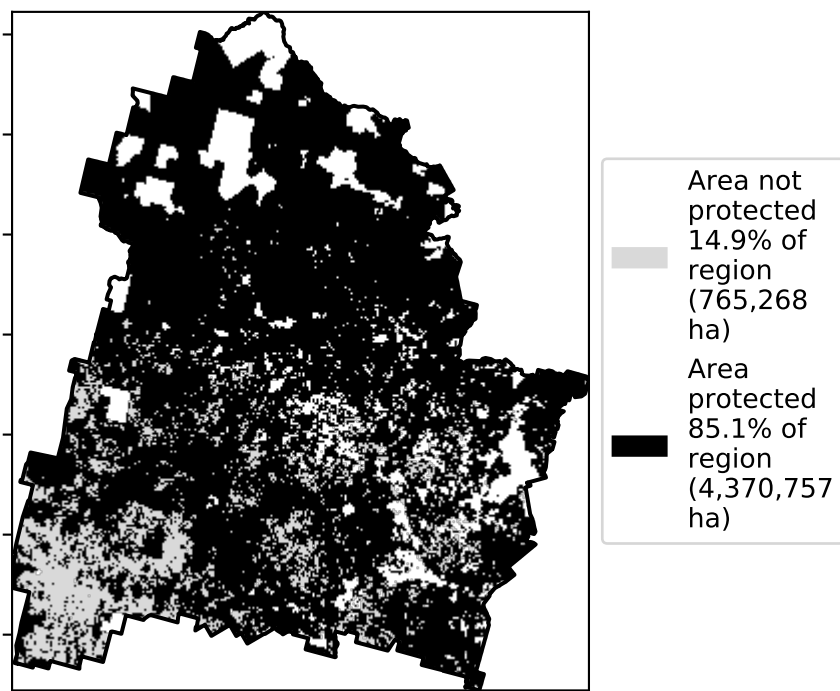 Area not
protected
14.9% of
region
(765,268
ha)
Area
protected
85.1% of
region
(4,370,757
ha)